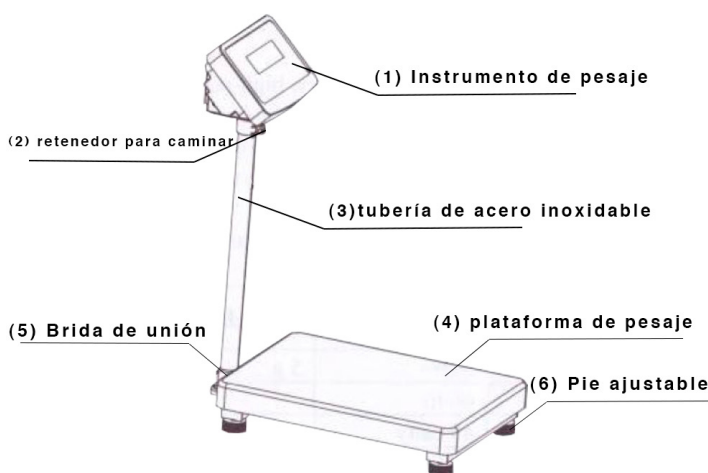 (1) Instrumento de pesaje
(2) retenedor para caminar
(3)tubería de acero inoxidable
(4) plataforma de pesaje
(5) Brida de unión
(6) Pie ajustable